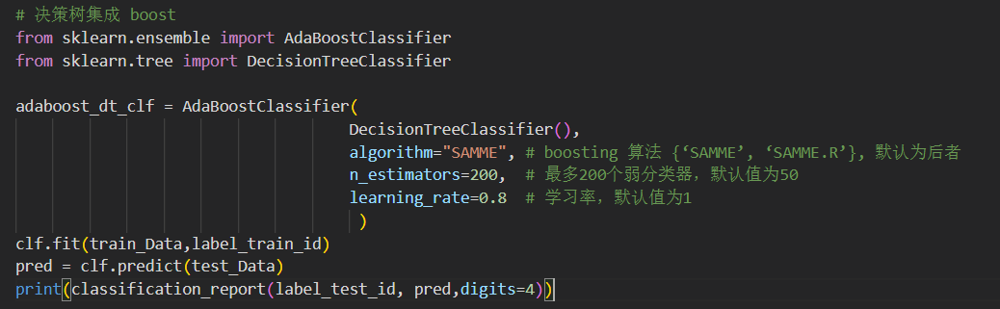 # 决策树集成 boost
from sklearn.ensemble import AdaBoostClassifier
from sklearn.tree import DecisionTreeClassifier
adaboost_dt_clf = AdaBoostClassifier(
DecisionTreeClassifier(),
algorithm="SAMME", # boosting 算法 {‘SAMME’, ‘SAMME.R’}, 默认为后者
n_estimators=200,  # 最多200个弱分类器，默认值为50
learning_rate=0.8  # 学习率，默认值为1
)
clf.fit(train_Data,label_train_id)
pred = clf.predict(test_Data)
print(classification_report(label_test_id, pred,digits=4))